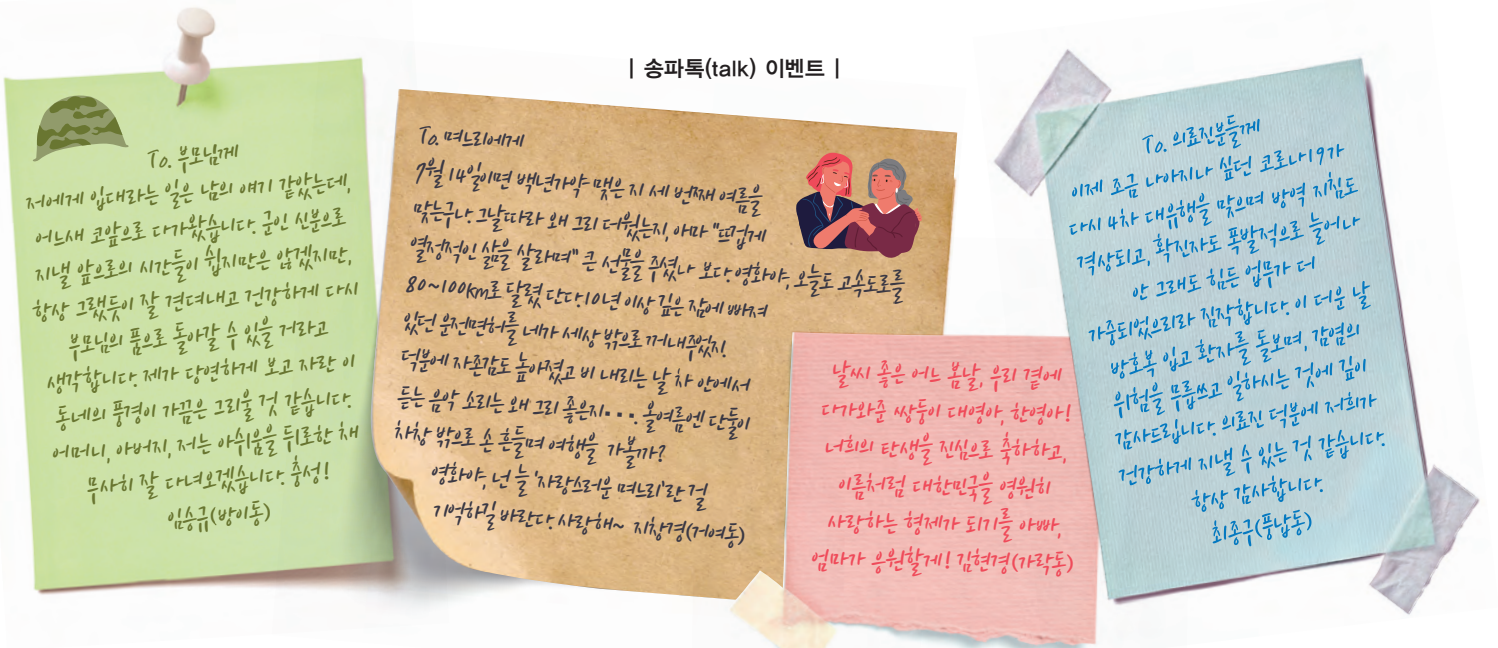 | 송파톡(talk) 이벤트 |
To. 부모님께
저에게 입대라는 일은 남의 얘기 같았는데,
어느새 코앞으로 다가왔습니다. 군인 신분으로
지낼 앞으로의 시간들이 쉽지만은 않겠지만,
항상 그랬듯이 잘 견뎌내고 건강하게 다시
부모님의 품으로 돌아갈 수 있을 거라고
생각합니다. 제가 당연하게 보고 자란 이
동네의 풍경이 가끔은 그리울 것 같습니다.
어머니, 아버지, 저는 아쉬움을 뒤로한 채
무사히 잘 다녀오겠습니다. 충성!
임승규(방이동)
To. 며느리에게
7월 14일이면 백년가약 맺은 지 세 번째 여름을
맞는구나. 그날따라 왜 그리 더웠는지, 아마 "뜨겁게
열정적인 삶을 살라며" 큰 선물을 주셨나 보다. 영화야, 오늘도 고속도로를
80~100km로 달렸 단다. 10년 이상 깊은 잠에 빠져
있던 운전면허를 네가 세상 밖으로 꺼내주었지!
덕분에 자존감도 높아졌고 비 내리는 날 차 안에서
듣는 음악 소리는 왜 그리 좋은지... 올여름엔 단둘이
차창 밖으로 손 흔들며 여행을 가볼까?
영화야, 넌 늘 '자랑스러운 며느리'란 걸
기억하길 바란다. 사랑해~ 지창경(거여동)
날씨 좋은 어느 봄날, 우리 곁에
다가와준 쌍둥이 대영아, 한영아!
너희의 탄생을 진심으로 축하하고,
이름처럼 대한민국을 영원히
사랑하는 형제가 되기를 아빠,
엄마가 응원할게! 김현경(가락동)
To. 의료진분들께
이제 조금 나아지나 싶던 코로나19가
다시 4차 대유행을 맞으며 방역 지침도
격상되고, 확진자도 폭발적으로 늘어나
안 그래도 힘든 업무가 더
가중되었으리라 짐작합니다. 이 더운 날
방호복 입고 환자를 돌보며, 감염의
위험을 무릅쓰고 일하시는 것에 깊이
감사드립니다. 의료진 덕분에 저희가
건강하게 지낼 수 있는 것 같습니다.
항상 감사합니다.
최종구(풍납동)